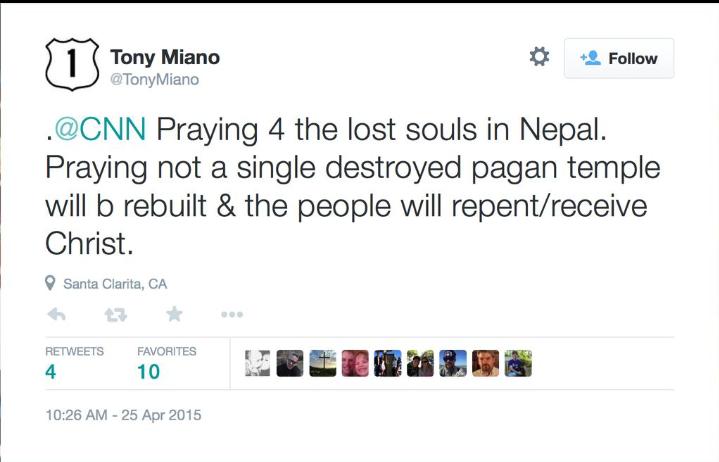 1
Tony Miano
@TonyMiano
Follow
.@CNN Praying 4 the lost souls in Nepal.
Praying not a single destroyed pagan temple
will b rebuilt & the people will repent/receive
Christ.
Santa Clarita, CA
RETWEETS FAVORITES
4 10
10:26 AM - 25 Apr 2015